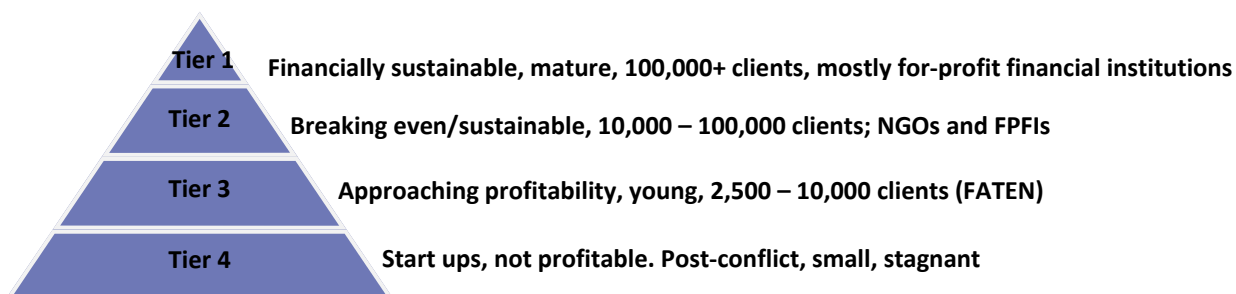 Tier 1
Financially sustainable, mature, 100,000+ clients, mostly for-profit financial institutions
Tier 2
Breaking even/sustainable, 10,000 – 100,000 clients; NGOs and FPFIs
Tier 3
Approaching profitability, young, 2,500 – 10,000 clients (FATEN)
Tier 4
Start ups, not profitable. Post-conflict, small, stagnant